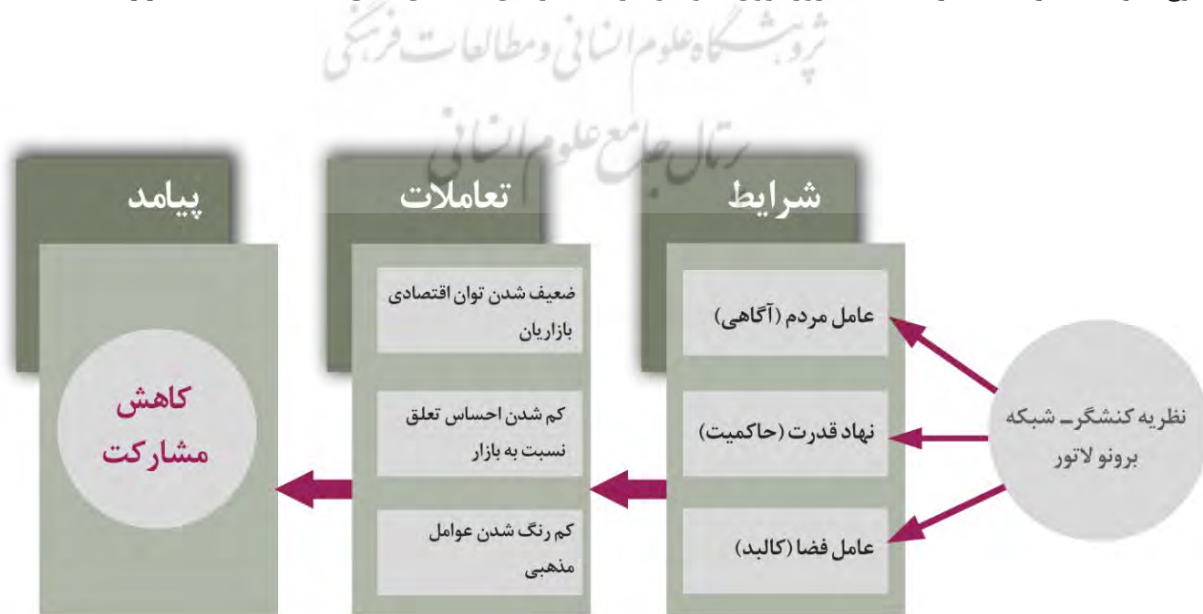 پژوهشگاه علوم انسانی و مطالعات فرهنگی
پرتال جامع علوم انسانی
شرایط
عامل مردم (آگاهی)
نهاد قدرت (حاکمیت)
عامل فضا (کالبد)
نظریه کنشگر ـ شبکه
برونو لاتور
تعاملات
ضعیف شدن توان اقتصادی
بازاریان
کم شدن احساس تعلق
نسبت به بازار
کم رنگ شدن عوامل
مذهبی
پیامد
کاهش
مشارکت